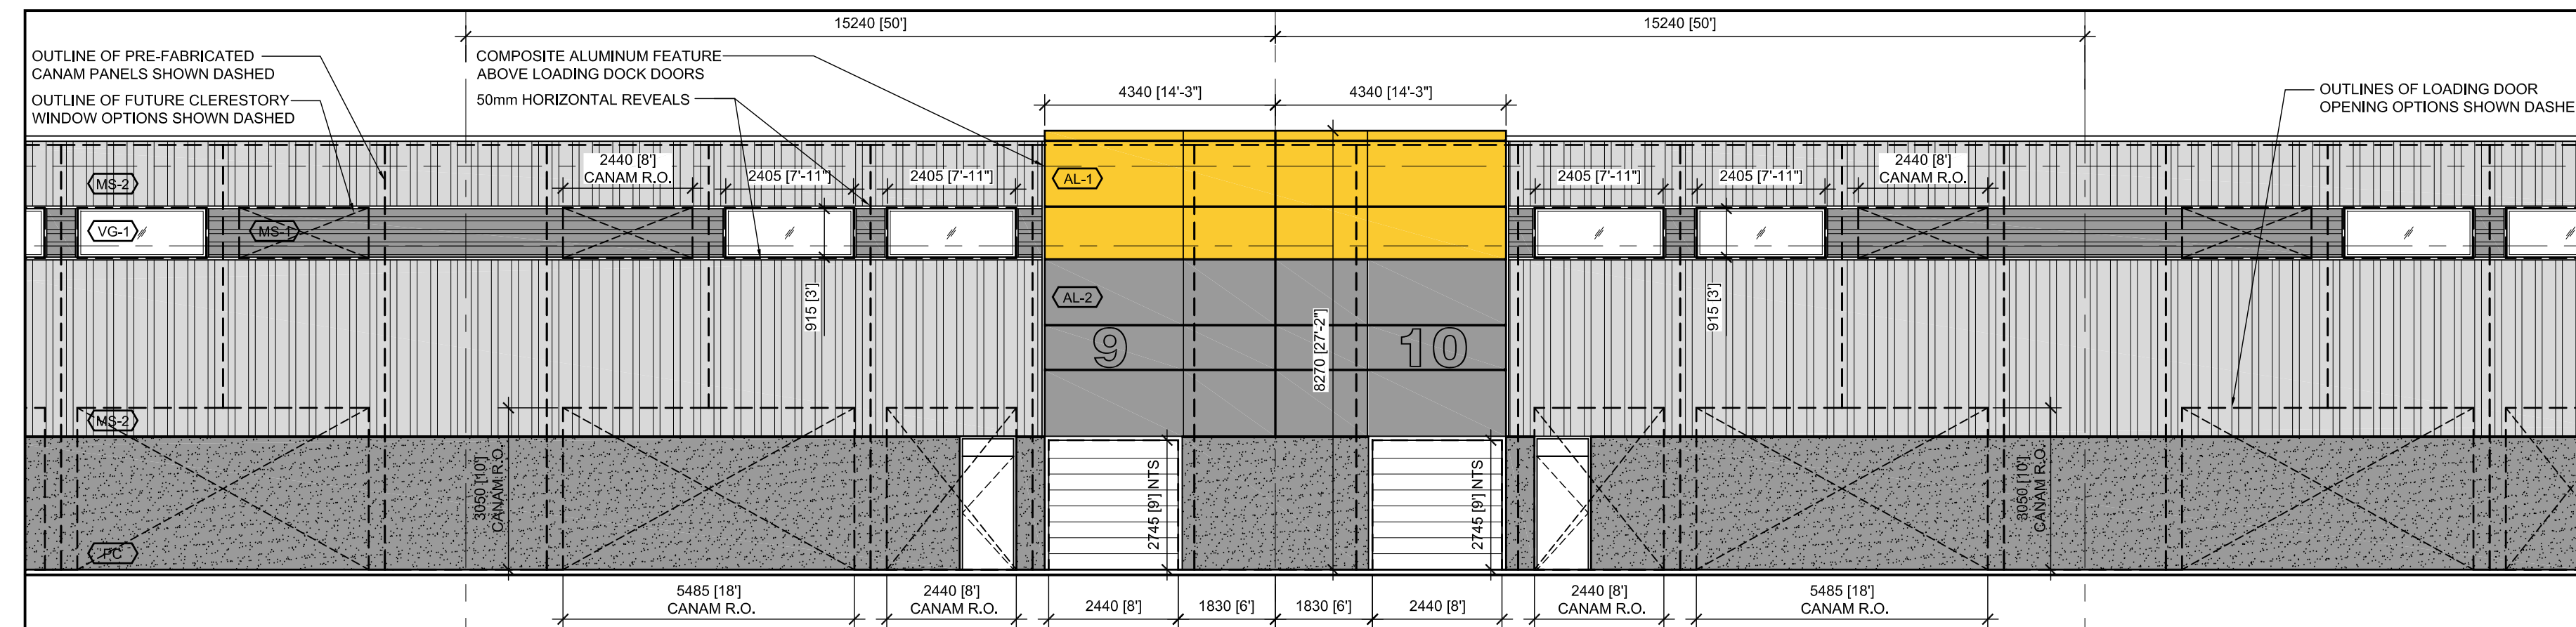 15240 [50']
15240 [50']
OUTLINE OF PRE-FABRICATED
CANAM PANELS SHOWN DASHED
OUTLINE OF FUTURE CLERESTORY
WINDOW OPTIONS SHOWN DASHED
COMPOSITE ALUMINUM FEATURE
ABOVE LOADING DOCK DOORS
50mm HORIZONTAL REVEALS
4340 [14'-3"]
4340 [14'-3"]
OUTLINES OF LOADING DOOR
OPENING OPTIONS SHOWN DASHE
2440 [8']
CANAM R.O.
2405 [7'-11"]
2405 [7'-11"]
2405 [7'-11"]
2405 [7'-11"]
2440 [8']
CANAM R.O.
MS-2
AL-1
VG-1
MS-1
AL-2
915 [3']
915 [3']
9
10
8270 [27'-2"]
MS-2
3050 [10']
CANAM R.O.
2745 [9'] NTS
2745 [9'] NTS
3050 [10']
CANAM R.O.
PC
5485 [18']
CANAM R.O.
2440 [8']
CANAM R.O.
2440 [8']
1830 [6']
1830 [6']
2440 [8']
2440 [8']
CANAM R.O.
5485 [18']
CANAM R.O.